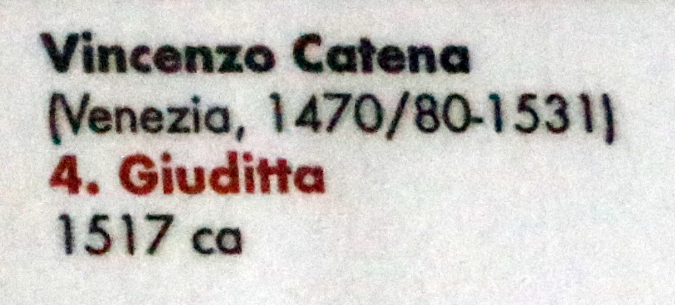 Vincenzo Catena
(Venezia, 1470/80-1531)
4. Giuditta
1517 ca